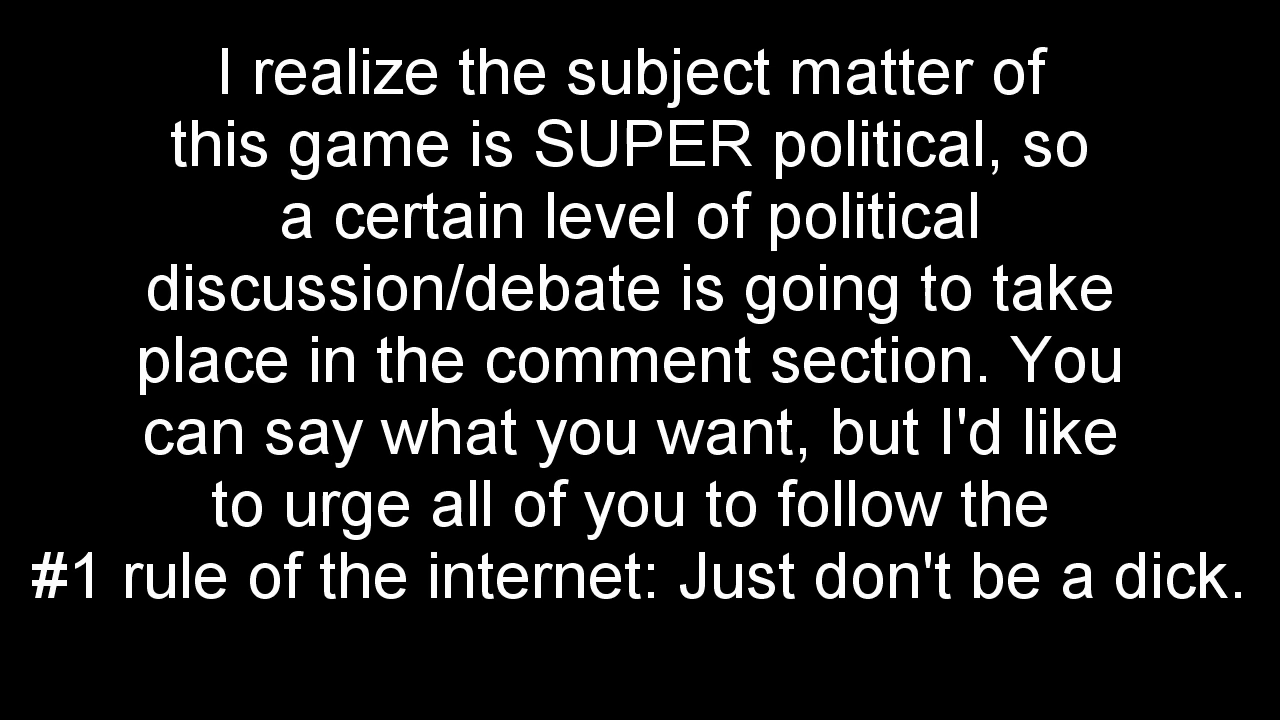 I realize the subject matter of
this game is SUPER political, so
a certain level of political
discussion/debate is going to take
place in the comment section. You
can say what you want, but I'd like
to urge all of you to follow the
#1 rule of the internet: Just don't be a dick.